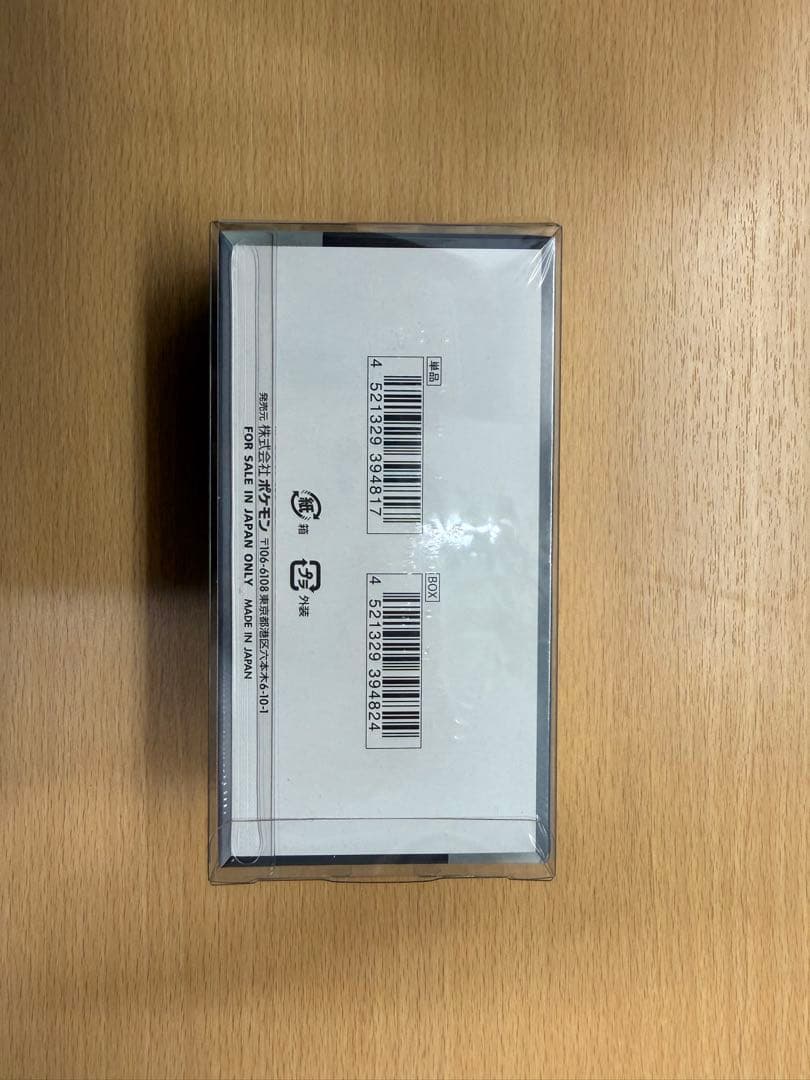 単品
4 521329 394817
BOX
4 521329 394824
紙 箱
プラ 外装
発売元 株式会社 ポケモン 〒106-6108 東京都港区六本木6-10-1
FOR SALE IN JAPAN ONLY MADE IN JAPAN